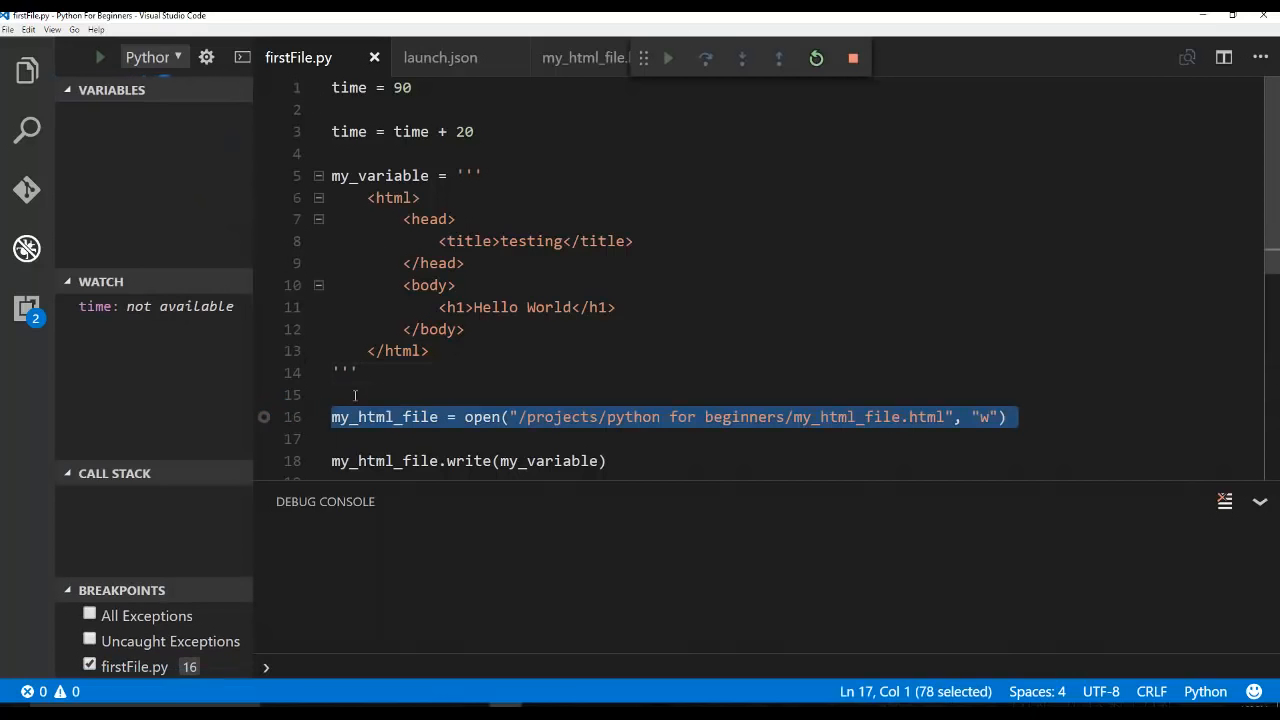 firstFile.py - Python For Beginners - Visual Studio Code
File Edit View Go Help
Python
firstFile.py
launch.json
my_html_file.
VARIABLES
WATCH
time: not available
CALL STACK
BREAKPOINTS
All Exceptions
Uncaught Exceptions
firstFile.py 16
2
1 time = 90
2
3 time = time + 20
4
5 my_variable = '''
6 <html>
7 <head>
8 <title>testing</title>
9 </head>
10 <body>
11 <h1>Hello World</h1>
12 </body>
13 </html>
14 '''
15
16 my_html_file = open("/projects/python for beginners/my_html_file.html", "w")
17
18 my_html_file.write(my_variable)
DEBUG CONSOLE
0 0
Ln 17, Col 1 (78 selected) Spaces: 4 UTF-8 CRLF Python